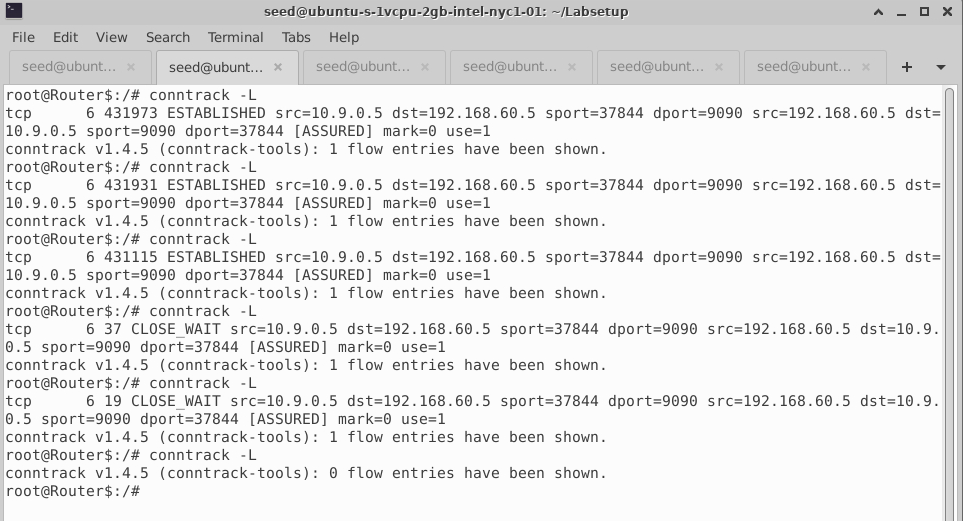 seed@ubuntu-s-1vcpu-2gb-intel-nyc1-01: ~/Labsetup
File Edit View Search Terminal Tabs Help
seed@ubunt... × seed@ubunt... × seed@ubunt... × seed@ubunt... × seed@ubunt... × seed@ubunt... ×
root@Router$:/# conntrack -L
tcp      6 431973 ESTABLISHED src=10.9.0.5 dst=192.168.60.5 sport=37844 dport=9090 src=192.168.60.5 dst=
10.9.0.5 sport=9090 dport=37844 [ASSURED] mark=0 use=1
conntrack v1.4.5 (conntrack-tools): 1 flow entries have been shown.
root@Router$:/# conntrack -L
tcp      6 431931 ESTABLISHED src=10.9.0.5 dst=192.168.60.5 sport=37844 dport=9090 src=192.168.60.5 dst=
10.9.0.5 sport=9090 dport=37844 [ASSURED] mark=0 use=1
conntrack v1.4.5 (conntrack-tools): 1 flow entries have been shown.
root@Router$:/# conntrack -L
tcp      6 431115 ESTABLISHED src=10.9.0.5 dst=192.168.60.5 sport=37844 dport=9090 src=192.168.60.5 dst=
10.9.0.5 sport=9090 dport=37844 [ASSURED] mark=0 use=1
conntrack v1.4.5 (conntrack-tools): 1 flow entries have been shown.
root@Router$:/# conntrack -L
tcp      6 37 CLOSE_WAIT src=10.9.0.5 dst=192.168.60.5 sport=37844 dport=9090 src=192.168.60.5 dst=10.9.
0.5 sport=9090 dport=37844 [ASSURED] mark=0 use=1
conntrack v1.4.5 (conntrack-tools): 1 flow entries have been shown.
root@Router$:/# conntrack -L
tcp      6 19 CLOSE_WAIT src=10.9.0.5 dst=192.168.60.5 sport=37844 dport=9090 src=192.168.60.5 dst=10.9.
0.5 sport=9090 dport=37844 [ASSURED] mark=0 use=1
conntrack v1.4.5 (conntrack-tools): 1 flow entries have been shown.
root@Router$:/# conntrack -L
conntrack v1.4.5 (conntrack-tools): 0 flow entries have been shown.
root@Router$:/#